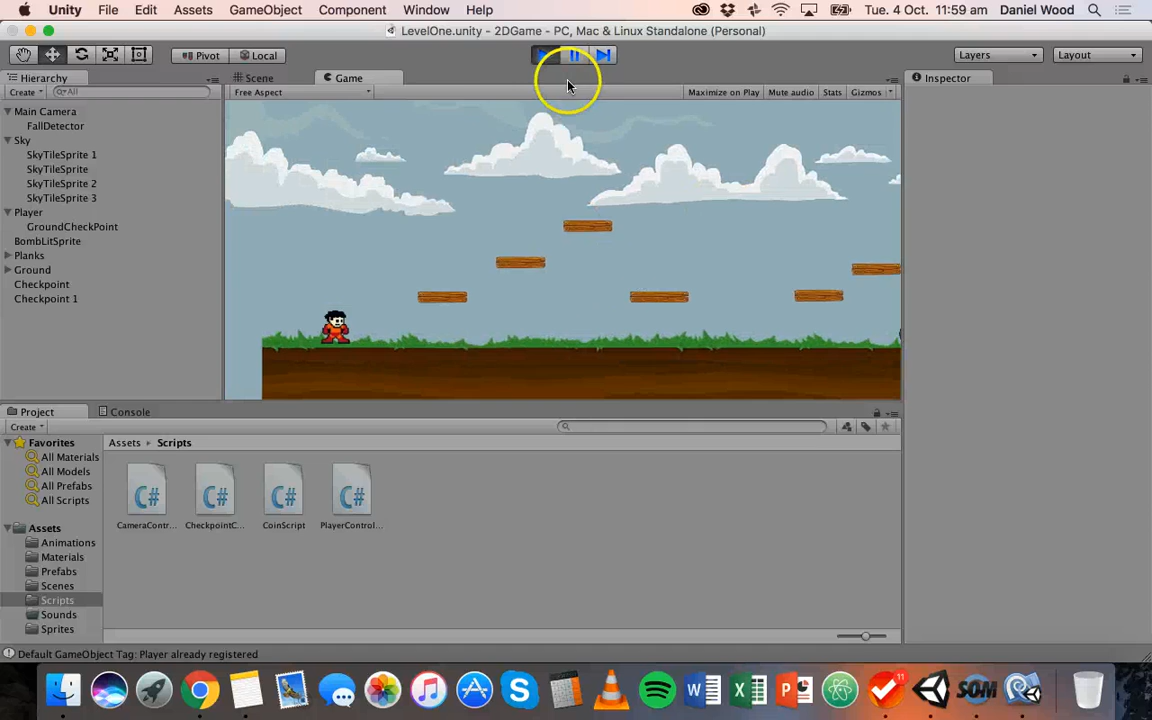 Unity File Edit Assets GameObject Component Window Help Tue. 4 Oct. 11:59 am Daniel Wood
LevelOne.unity - 2DGame - PC, Mac & Linux Standalone (Personal)
Pivot Local Layers Layout
Hierarchy Scene Game Inspector
Create All Free Aspect Maximize on Play Mute audio Stats Gizmos
Main Camera
FallDetector
Sky
SkyTileSprite 1
SkyTileSprite
SkyTileSprite 2
SkyTileSprite 3
Player
GroundCheckPoint
BombLitSprite
Planks
Ground
Checkpoint
Checkpoint 1
Project Console
Create
Favorites Assets Scripts
All Materials
All Models
All Prefabs
All Scripts
CameraContr... CheckpointC... CoinScript PlayerControl...
Assets
Animations
Materials
Prefabs
Scenes
Scripts
Sounds
Sprites
Default GameObject Tag: Player already registered
11
SOM